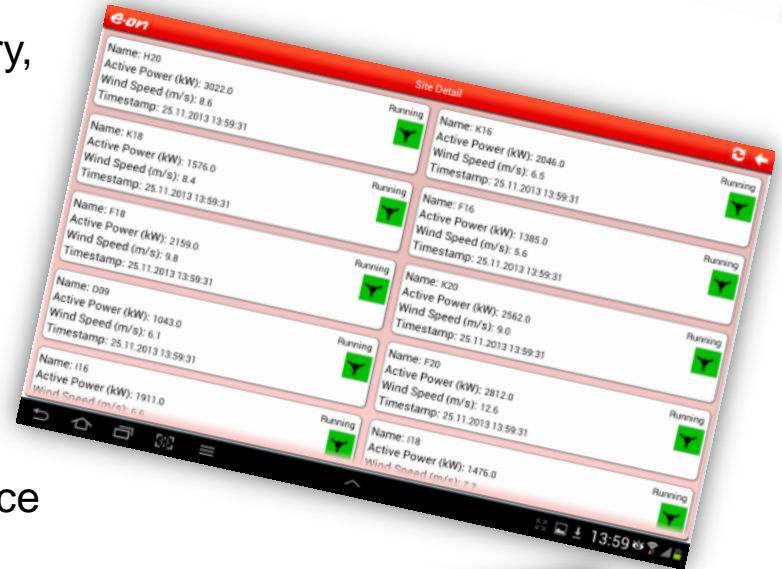 ry,
e·on
Site Detail
Name: H20
Active Power (kW): 3022.0
Wind Speed (m/s): 8.6
Timestamp: 25.11.2013 13:59:31
Running
Name: K16
Active Power (kW): 2046.0
Wind Speed (m/s): 6.5
Timestamp: 25.11.2013 13:59:31
Running
Name: K18
Active Power (kW): 1576.0
Wind Speed (m/s): 8.4
Timestamp: 25.11.2013 13:59:31
Running
Name: F16
Active Power (kW): 1385.0
Wind Speed (m/s): 5.6
Timestamp: 25.11.2013 13:59:31
Running
Name: F18
Active Power (kW): 2159.0
Wind Speed (m/s): 9.8
Timestamp: 25.11.2013 13:59:31
Running
Name: K20
Active Power (kW): 2562.0
Wind Speed (m/s): 9.0
Timestamp: 25.11.2013 13:59:31
Running
Name: D09
Active Power (kW): 1043.0
Wind Speed (m/s): 6.1
Timestamp: 25.11.2013 13:59:31
Running
Name: F20
Active Power (kW): 2812.0
Wind Speed (m/s): 12.6
Timestamp: 25.11.2013 13:59:31
Running
Name: I16
Active Power (kW): 1911.0
Wind Speed (m/s): 6.6
Running
Name: I18
Active Power (kW): 1476.0
Wind Speed (m/s): 7.7
Running
13:59
ce